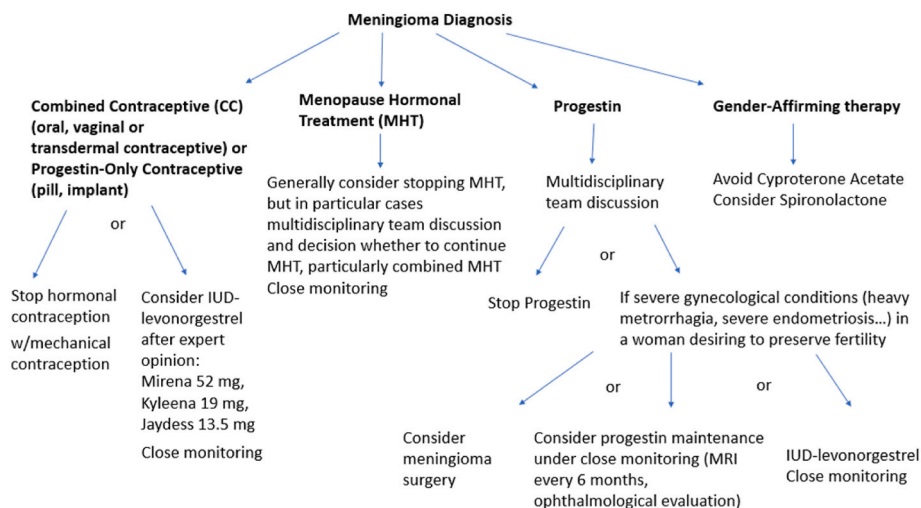 Meningioma Diagnosis
Combined Contraceptive (CC)
(oral, vaginal or
transdermal contraceptive) or
Progestin-Only Contraceptive
(pill, implant)
Menopause Hormonal
Treatment (MHT)
Progestin
Gender-Affirming therapy
or
Stop hormonal
contraception
w/mechanical
contraception
Consider IUD-
levonorgestrel
after expert
opinion:
Mirena 52 mg,
Kyleena 19 mg,
Jaydess 13.5 mg
Close monitoring
Generally consider stopping MHT,
but in particular cases
multidisciplinary team discussion
and decision whether to continue
MHT, particularly combined MHT
Close monitoring
Multidisciplinary
team discussion
or
Stop Progestin
If severe gynecological conditions (heavy
metrorrhagia, severe endometriosis...) in
a woman desiring to preserve fertility
or
or
Consider
meningioma
surgery
Consider progestin maintenance
under close monitoring (MRI
every 6 months,
ophthalmological evaluation)
IUD-levonorgestrel
Close monitoring
Avoid Cyproterone Acetate
Consider Spironolactone